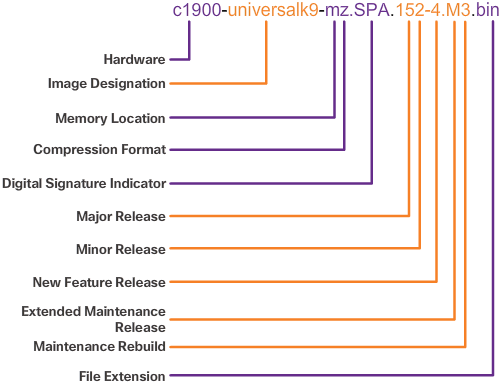 c1900-universalk9-mz.SPA.152-4.M3.bin
Hardware
Image Designation
Memory Location
Compression Format
Digital Signature Indicator
Major Release
Minor Release
New Feature Release
Extended Maintenance
Release
Maintenance Rebuild
File Extension